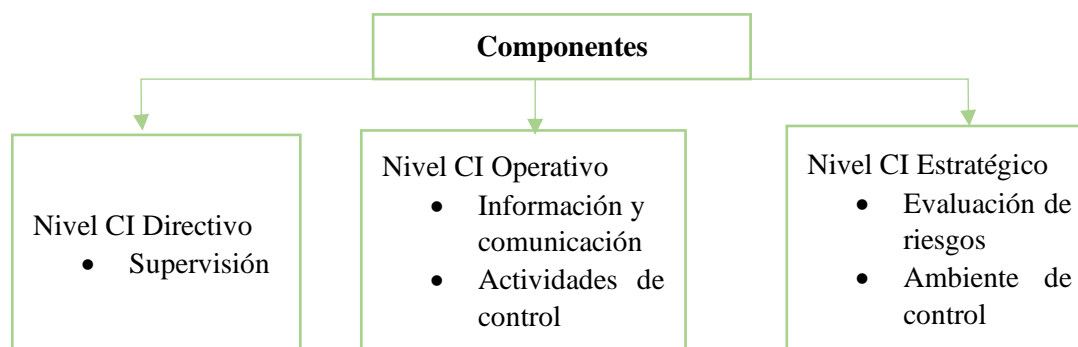 Componentes
Nivel CI Directivo
• Supervisión
Nivel CI Operativo
• Información y
comunicación
• Actividades de
control
Nivel CI Estratégico
• Evaluación de
riesgos
• Ambiente de
control